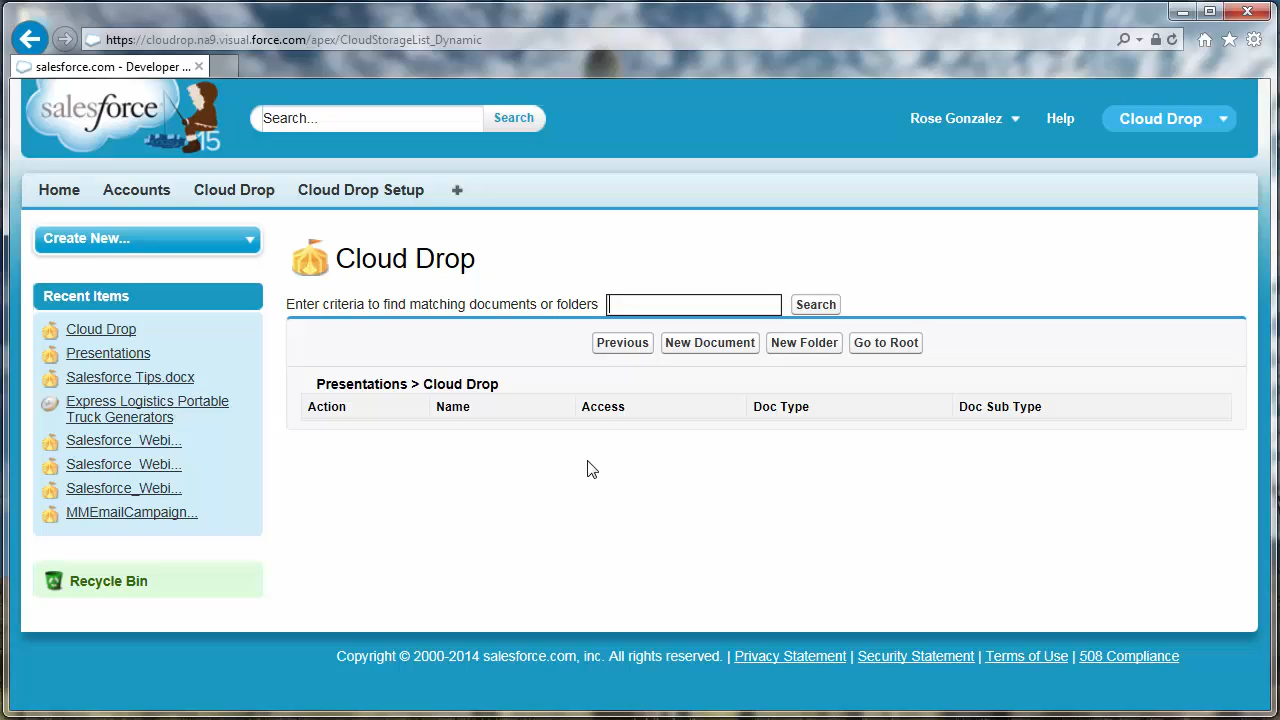 https://cloudrop.na9.visual.force.com/apex/CloudStorageList_Dynamic
salesforce.com - Developer ...
salesforce
15
Search...
Search
Rose Gonzalez
Help
Cloud Drop
Home
Accounts
Cloud Drop
Cloud Drop Setup
Create New...
Recent Items
Cloud Drop
Presentations
Salesforce Tips.docx
Express Logistics Portable
Truck Generators
Salesforce_Webi...
Salesforce_Webi...
Salesforce_Webi...
MMEmailCampaign...
Recycle Bin
Cloud Drop
Enter criteria to find matching documents or folders
Search
Previous
New Document
New Folder
Go to Root
Presentations > Cloud Drop
Action
Name
Access
Doc Type
Doc Sub Type
Copyright © 2000-2014 salesforce.com, inc. All rights reserved. | Privacy Statement | Security Statement | Terms of Use | 508 Compliance